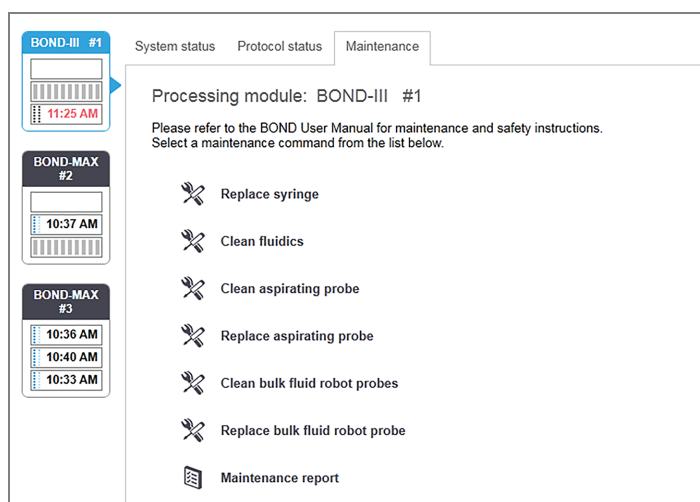 BOND-III #1
11:25 AM
BOND-MAX
#2
10:37 AM
BOND-MAX
#3
10:36 AM
10:40 AM
10:33 AM
System status Protocol status Maintenance
Processing module: BOND-III #1
Please refer to the BOND User Manual for maintenance and safety instructions.
Select a maintenance command from the list below.
Replace syringe
Clean fluidics
Clean aspirating probe
Replace aspirating probe
Clean bulk fluid robot probes
Replace bulk fluid robot probe
Maintenance report